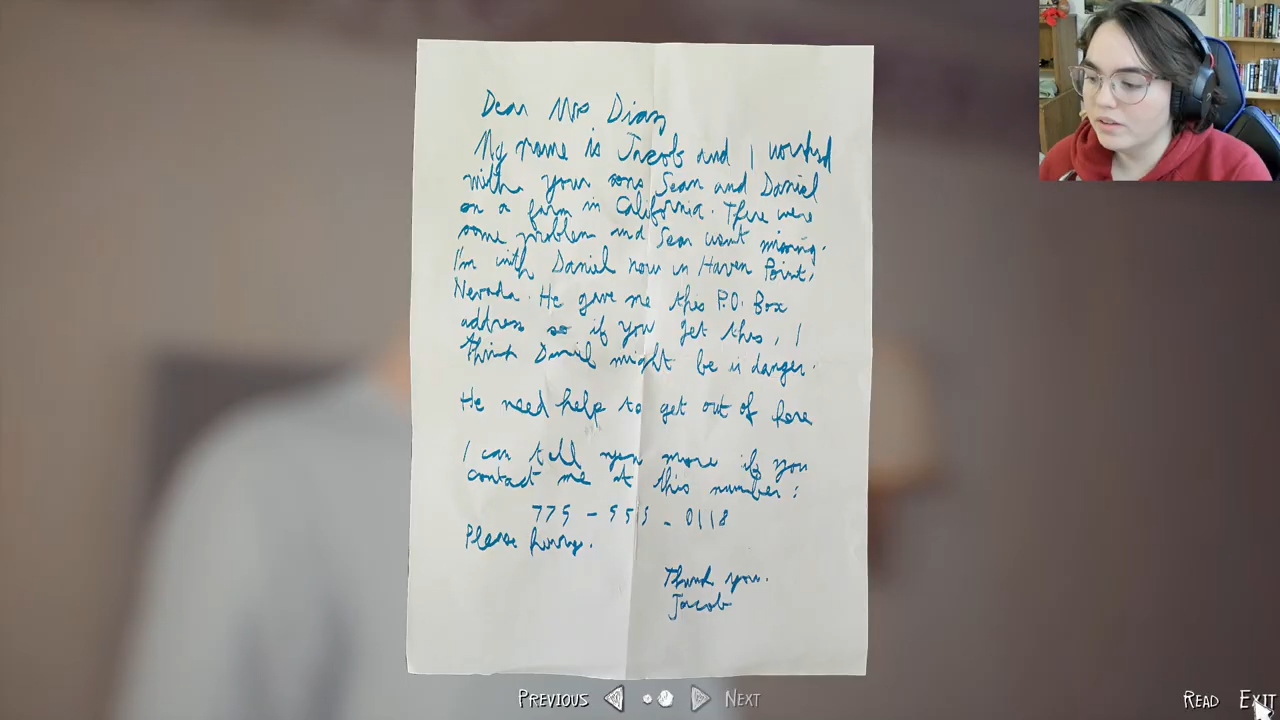 Dear Mrs Diaz
My name is Jacob and I worked
with your sons Sean and Daniel
on a farm in California. There were
some problem and Sean went missing.
I'm with Daniel now in Haven Point,
Nevada. He gave me this P.O. Box
address so if you get this, I
think Daniel might be in danger.
He need help to get out of here
I can tell you more if you
contact me at this number:
775-555-0118
Please hurry.
Thank you.
Jacob
PREVIOUS
NEXT
READ
EXIT